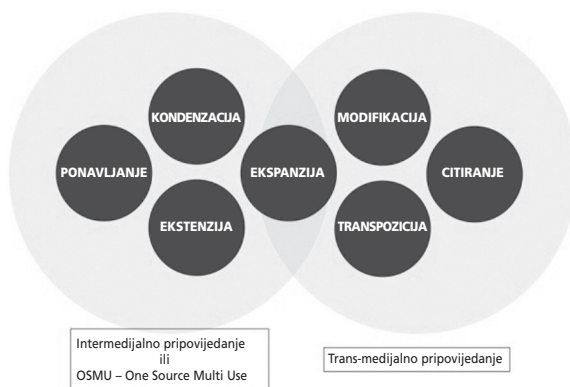 KONDENZACIJA
MODIFIKACIJA
PONAVLJANJE
EKSPANZIJA
CITIRANJE
EKSTENZIJA
TRANSPOZICIJA
Intermedijalno pripovijedanje
ili
OSMU – One Source Multi Use
Trans-medijalno pripovijedanje